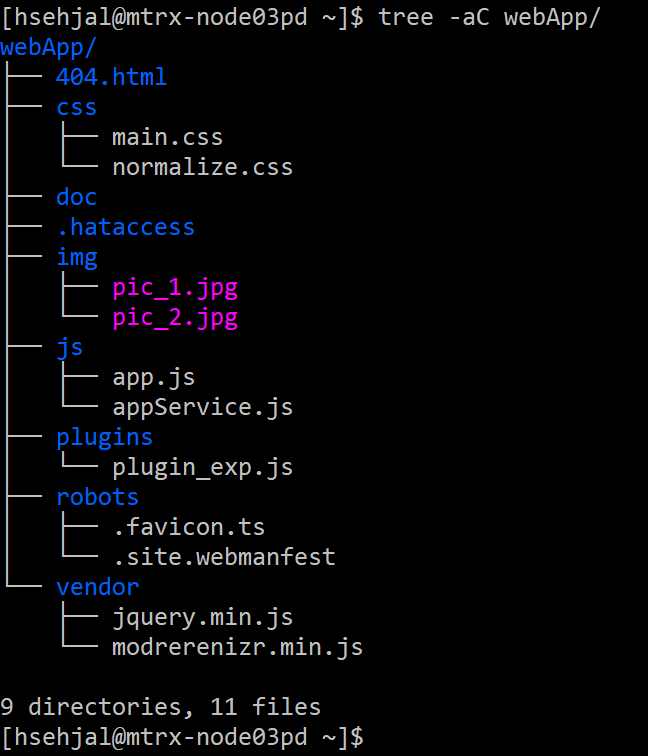 [hsehjal@mtrx-node03pd ~]$ tree -aC webApp/
webApp/
├── 404.html
├── css
│   ├── main.css
│   └── normalize.css
├── doc
├── .hataccess
├── img
│   ├── pic_1.jpg
│   └── pic_2.jpg
├── js
│   ├── app.js
│   └── appService.js
├── plugins
│   └── plugin_exp.js
├── robots
│   ├── .favicon.ts
│   └── .site.webmanfest
└── vendor
    ├── jquery.min.js
    └── modrerenizr.min.js

9 directories, 11 files
[hsehjal@mtrx-node03pd ~]$